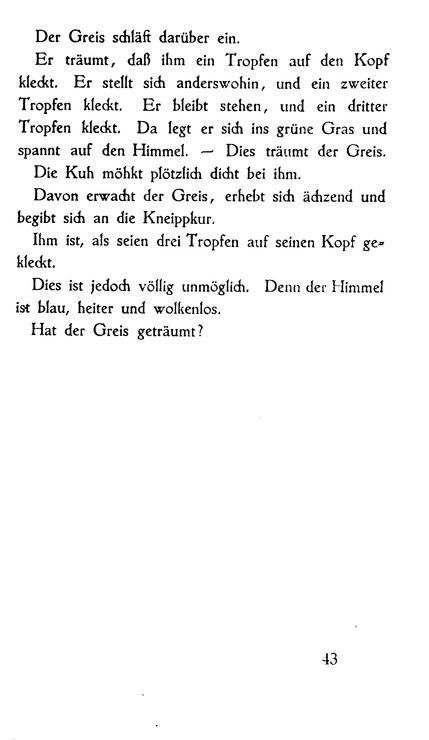 Der Greis schläft darüber ein.
Er träumt, daß ihm ein Tropfen auf den Kopf
kleckt. Er stellt sich anderswohin, und ein zweiter
Tropfen kleckt. Er bleibt stehen, und ein dritter
Tropfen kleckt. Da legt er sich ins grüne Gras und
spannt auf den Himmel. — Dies träumt der Greis.
Die Kuh möhkt plötzlich dicht bei ihm.
Davon erwacht der Greis, erhebt sich ächzend und
begibt sich an die Kneippkur.
Ihm ist, als seien drei Tropfen auf seinen Kopf ge-
kleckt.
Dies ist jedoch völlig unmöglich. Denn der Himmel
ist blau, heiter und wolkenlos.
Hat der Greis geträumt?
43